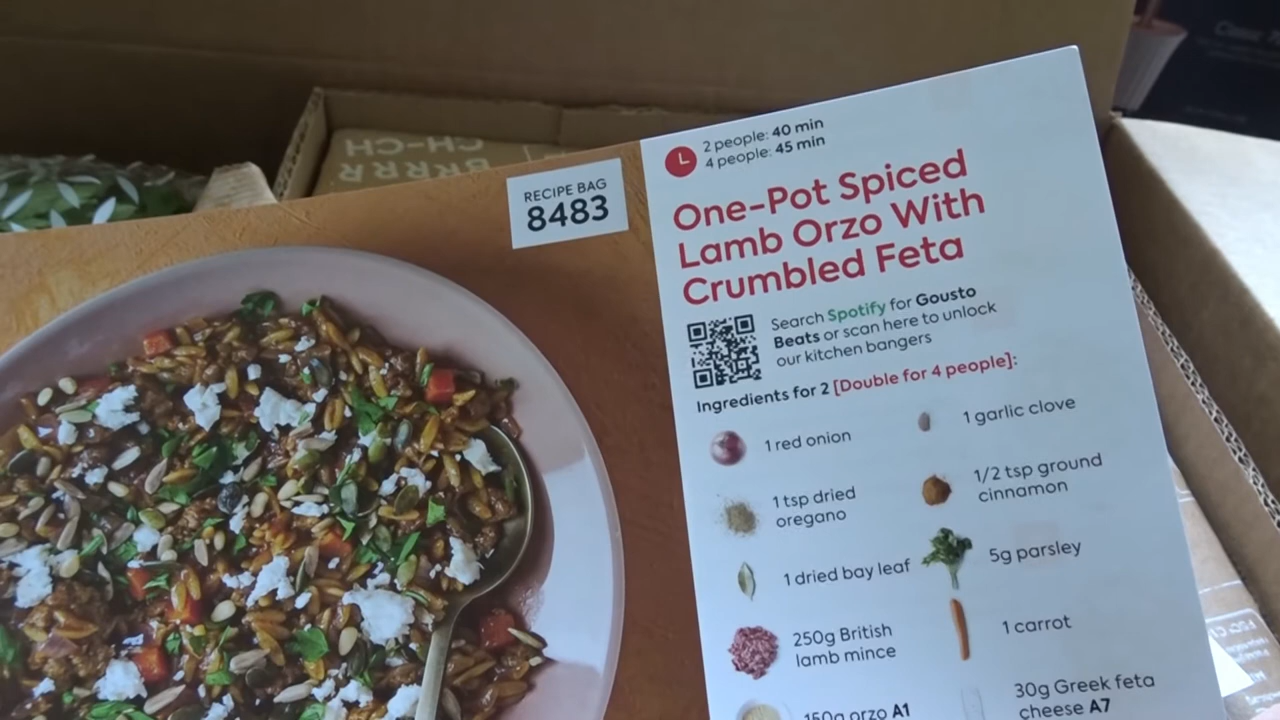 BRRRR
CH-CH
RECIPE BAG
8483
2 people: 40 min
4 people: 45 min
One-Pot Spiced
Lamb Orzo With
Crumbled Feta
Search Spotify for Gousto
Beats or scan here to unlock
our kitchen bangers
Ingredients for 2 [Double for 4 people]:
1 red onion
1 garlic clove
1 tsp dried
oregano
1/2 tsp ground
cinnamon
1 dried bay leaf
5g parsley
250g British
lamb mince
1 carrot
150g orzo A1
30g Greek feta
cheese A7